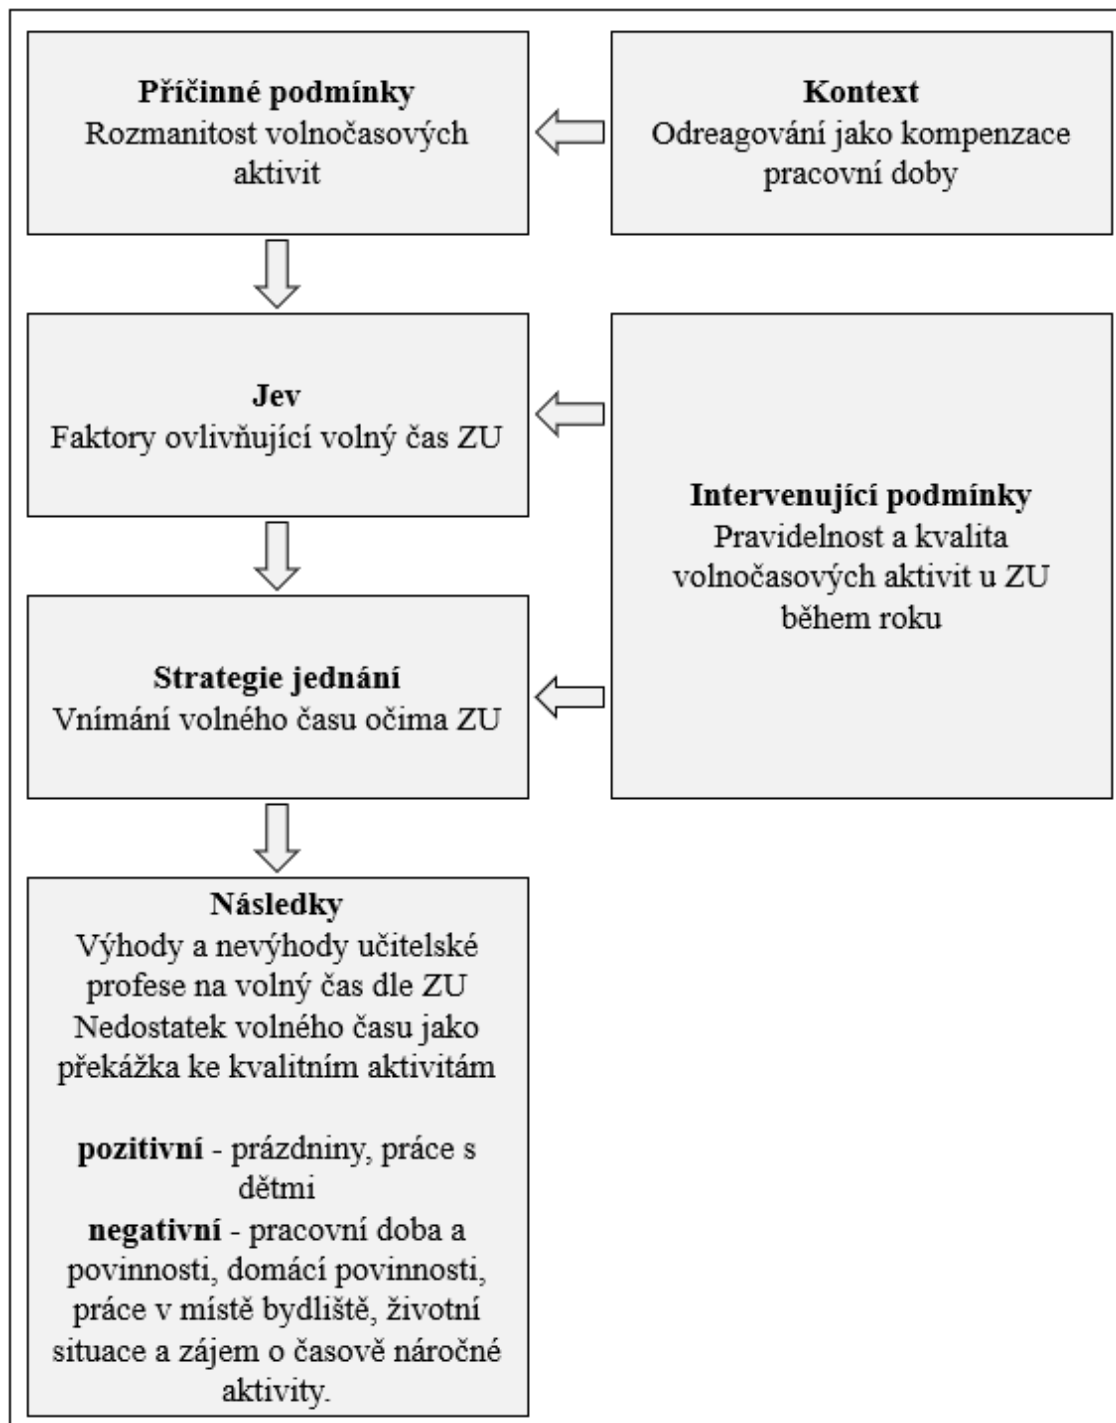 Příčinné podmínky
Rozmanitost volnočasových
aktivit
Kontext
Odreagování jako kompenzace
pracovní doby
Jev
Faktory ovlivňující volný čas ZU
Intervenující podmínky
Pravidelnost a kvalita
volnočasových aktivit u ZU
během roku
Strategie jednání
Vnímání volného času očima ZU
Následky
Výhody a nevýhody učitelské
profese na volný čas dle ZU
Nedostatek volného času jako
překážka ke kvalitním aktivitám
pozitivní - prázdniny, práce s
dětmi
negativní - pracovní doba a
povinnosti, domácí povinnosti,
práce v místě bydliště, životní
situace a zájem o časově náročné
aktivity.